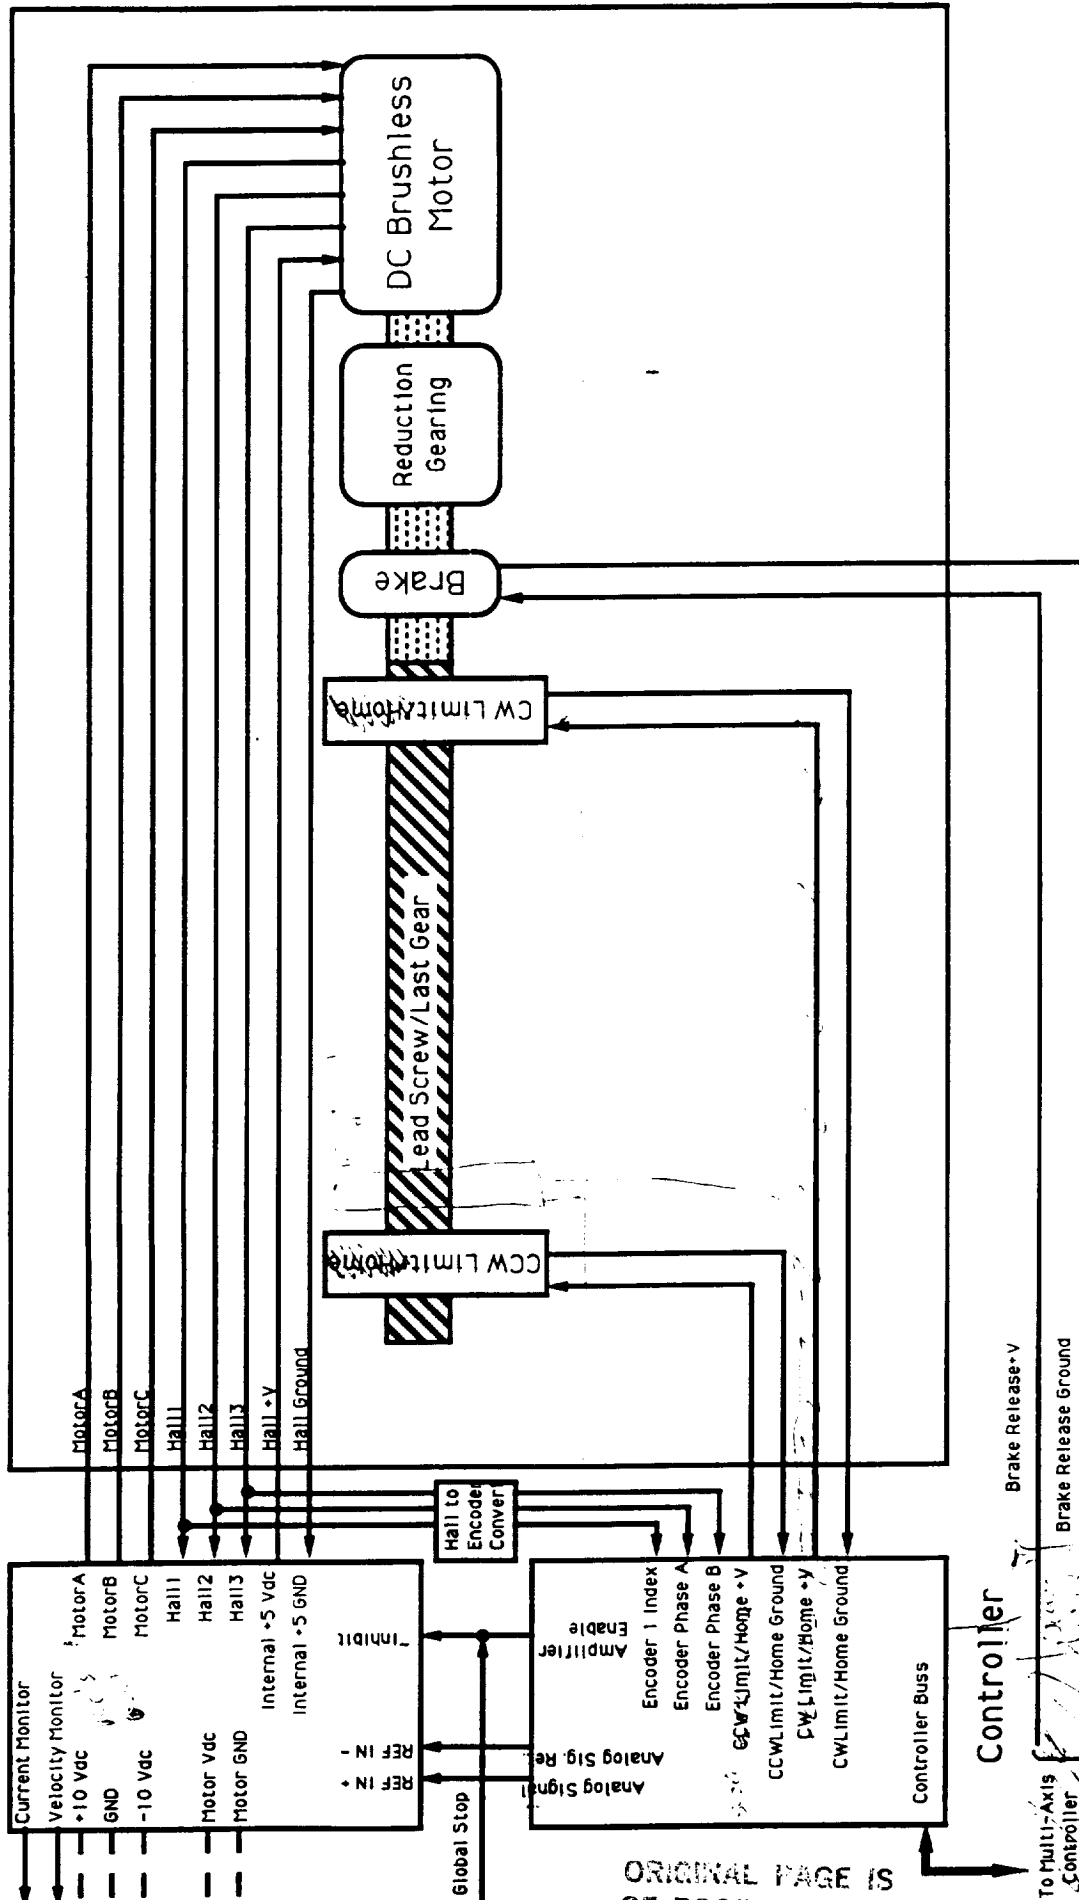 DC Brushless
Motor
Reduction
Gearing
Brake
CW Limit/Home
Lead Screw/Last Gear
CCW Limit/Home
MotorA
MotorB
MotorC
Hall1
Hall2
Hall3
Hall +V
Hall Ground
Hall to
Encoder
Convert
Current Monitor
Velocity Monitor
+10 Vdc
GND
-10 Vdc
Motor Vdc
Motor GND
MotorA
MotorB
MotorC
Hall1
Hall2
Hall3
Internal +5 Vdc
Internal +5 GND
~Inhibit
REF IN -
REF IN +
Global Stop
Amplifier
Enable
Analog Sig. Re
Analog Signal
Encoder 1 Index
Encoder Phase A
Encoder Phase B
CCWLimit/Home +V
CCWLimit/Home Ground
CWLimit/Home +V
CWLimit/Home Ground
Controller Buss
Controller
Brake Release+V
Brake Release Ground
To Multi-Axis
Controller
ORIGINAL PAGE IS